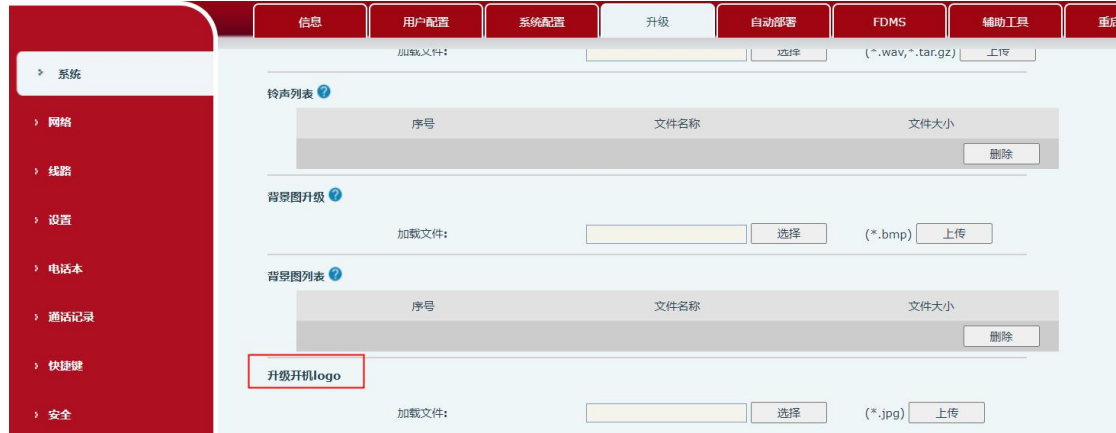 信息 用户配置 系统配置 升级 自动部署 FDMS 辅助工具 重启
加载文件: 选择 (*.wav,*.tar.gz) 上传
系统
铃声列表
网络
序号 文件名称 文件大小
删除
线路
背景图升级
设置
加载文件: 选择 (*.bmp) 上传
电话本
背景图列表
序号 文件名称 文件大小
通话记录
删除
快捷键
升级开机logo
安全
加载文件: 选择 (*.jpg) 上传